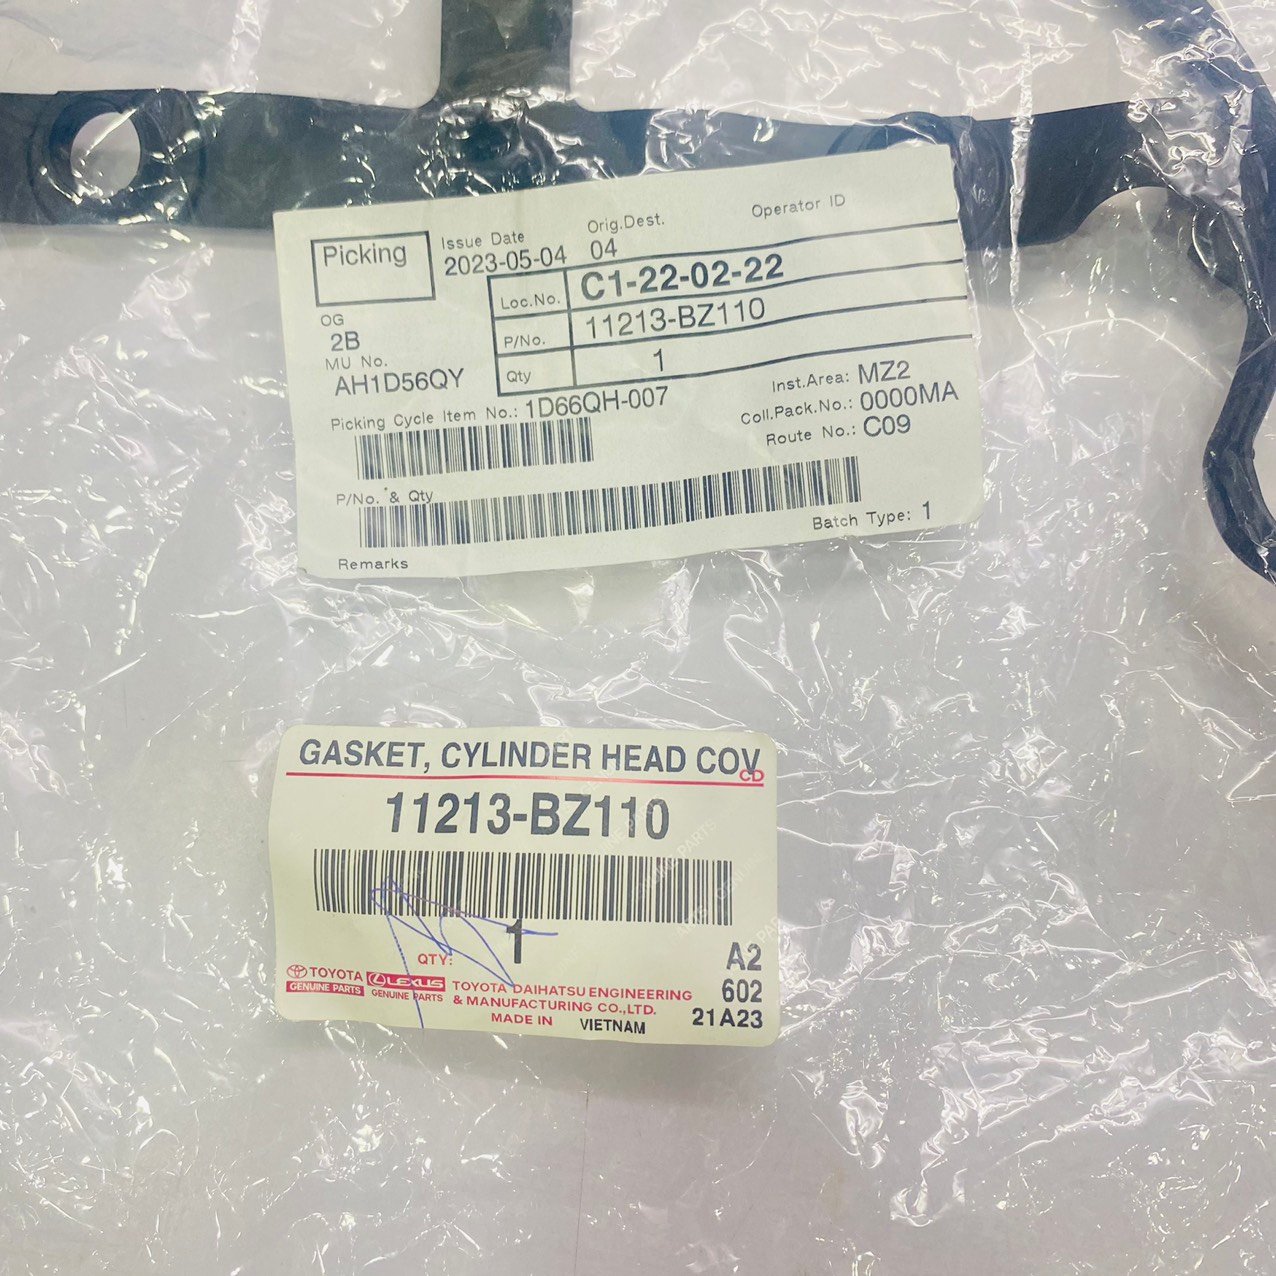 Picking
Issue Date
2023-05-04
Orig.Dest.
04
Operator ID
OG
2B
Loc.No. C1-22-02-22
P/No. 11213-BZ110
Qty 1
MU No.
AH1D56QY
Picking Cycle Item No.: 1D66QH-007
Inst.Area: MZ2
Coll.Pack.No.: 0000MA
Route No.: C09
P/No. & Qty
Batch Type: 1
Remarks
GASKET, CYLINDER HEAD COV
CD
11213-BZ110
QTY: 1
A2
602
21A23
TOYOTA
GENUINE PARTS
LEXUS
GENUINE PARTS
TOYOTA DAIHATSU ENGINEERING
& MANUFACTURING CO.,LTD.
MADE IN VIETNAM